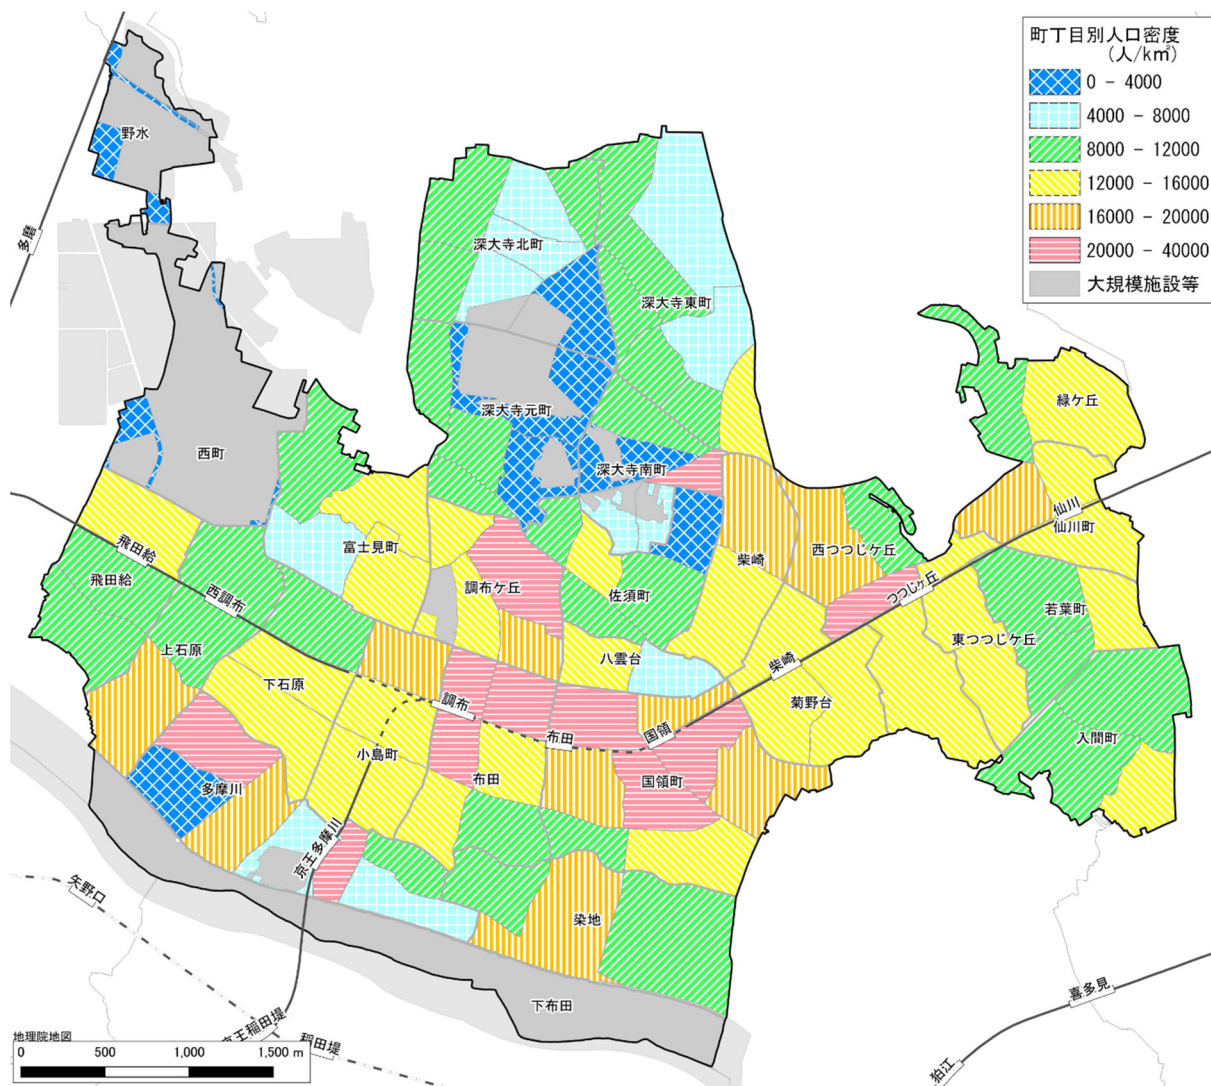 町丁目別人口密度
(人/km²)
0 - 4000
4000 - 8000
8000 - 12000
12000 - 16000
16000 - 20000
20000 - 40000
大規模施設等
野水
多磨
深大寺北町
深大寺東町
深大寺元町
緑ケ丘
西町
深大寺南町
仙川
仙川町
飛田給
富士見町
柴崎
西つつじケ丘
飛田給
西調布
調布ケ丘
佐須町
つつじヶ丘
若葉町
上石原
八雲台
柴崎
東つつじケ丘
下石原
調布
菊野台
布田
国領
入間町
小島町
多摩川
布田
国領町
京王多摩川
矢野口
染地
下布田
喜多見
地理院地図
京王稲田堤
稲田堤
狛江
0 500 1,000 1,500 m